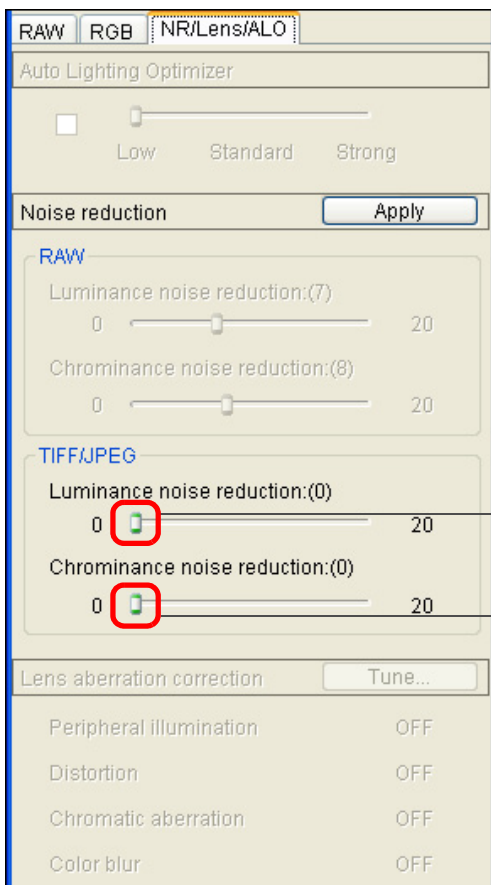 RAW RGB NR/Lens/ALO
Auto Lighting Optimizer
Low Standard Strong
Noise reduction Apply
RAW
Luminance noise reduction:(7)
0 20
Chrominance noise reduction:(8)
0 20
TIFF/JPEG
Luminance noise reduction:(0)
0 20
Chrominance noise reduction:(0)
0 20
Lens aberration correction Tune...
Peripheral illumination OFF
Distortion OFF
Chromatic aberration OFF
Color blur OFF